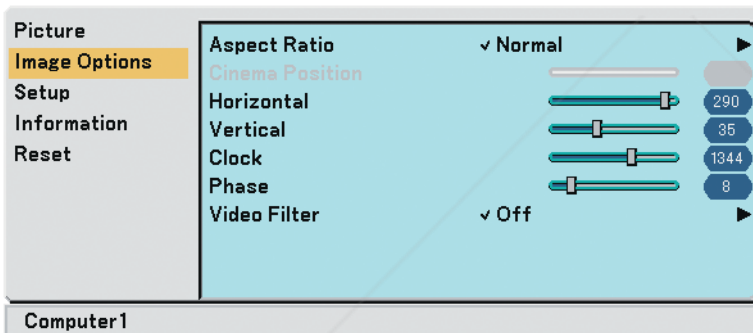 Picture
Image Options
Setup
Information
Reset
Aspect Ratio ✓ Normal ▶
Cinema Position
Horizontal 290
Vertical 35
Clock 1344
Phase 8
Video Filter ✓ Off ▶
Computer1